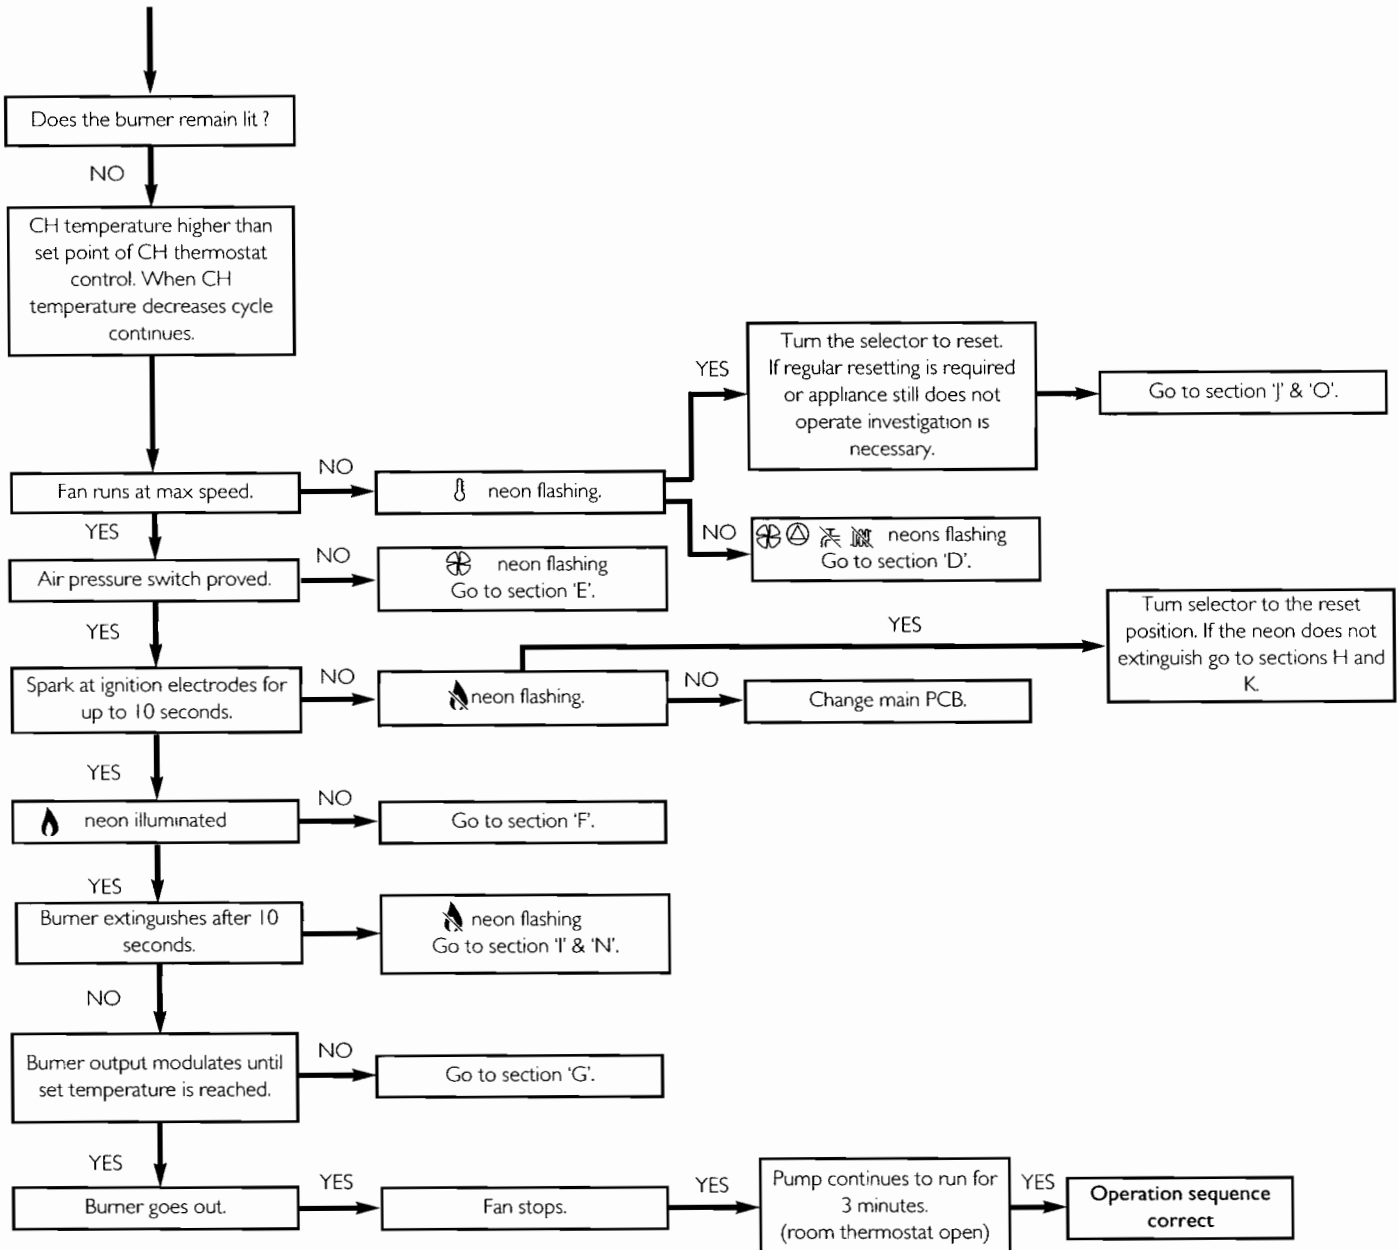 Does the burner remain lit ?
NO
CH temperature higher than
set point of CH thermostat
control. When CH
temperature decreases cycle
continues.
Fan runs at max speed.
NO
neon flashing.
YES
Turn the selector to reset.
If regular resetting is required
or appliance still does not
operate investigation is
necessary.
Go to section 'J' & 'O'.
NO
neons flashing
Go to section 'D'.
YES
Air pressure switch proved.
NO
neon flashing
Go to section 'E'.
YES
Spark at ignition electrodes for
up to 10 seconds.
NO
neon flashing.
YES
Turn selector to the reset
position. If the neon does not
extinguish go to sections H and
K.
NO
Change main PCB.
YES
neon illuminated
NO
Go to section 'F'.
YES
Burner extinguishes after 10
seconds.
neon flashing
Go to section 'I' & 'N'.
NO
Burner output modulates until
set temperature is reached.
NO
Go to section 'G'.
YES
Burner goes out.
YES
Fan stops.
YES
Pump continues to run for
3 minutes.
(room thermostat open)
YES
Operation sequence
correct